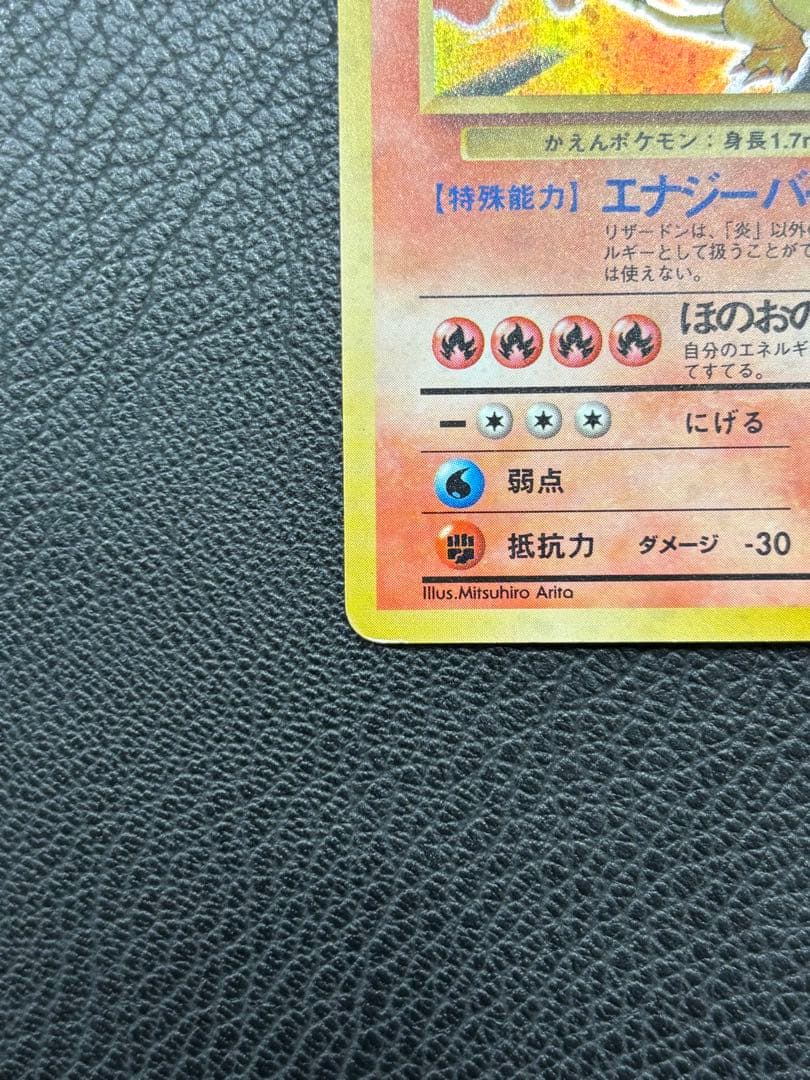 かえんポケモン：身長1.7m
【特殊能力】 エナジーバ
リザードンは、「炎」以外
ルギーとして扱うことがで
は使えない。
ほのおの
自分のエネルギ
てすてる。
にげる
弱点
抵抗力 ダメージ -30
Illus.Mitsuhiro Arita